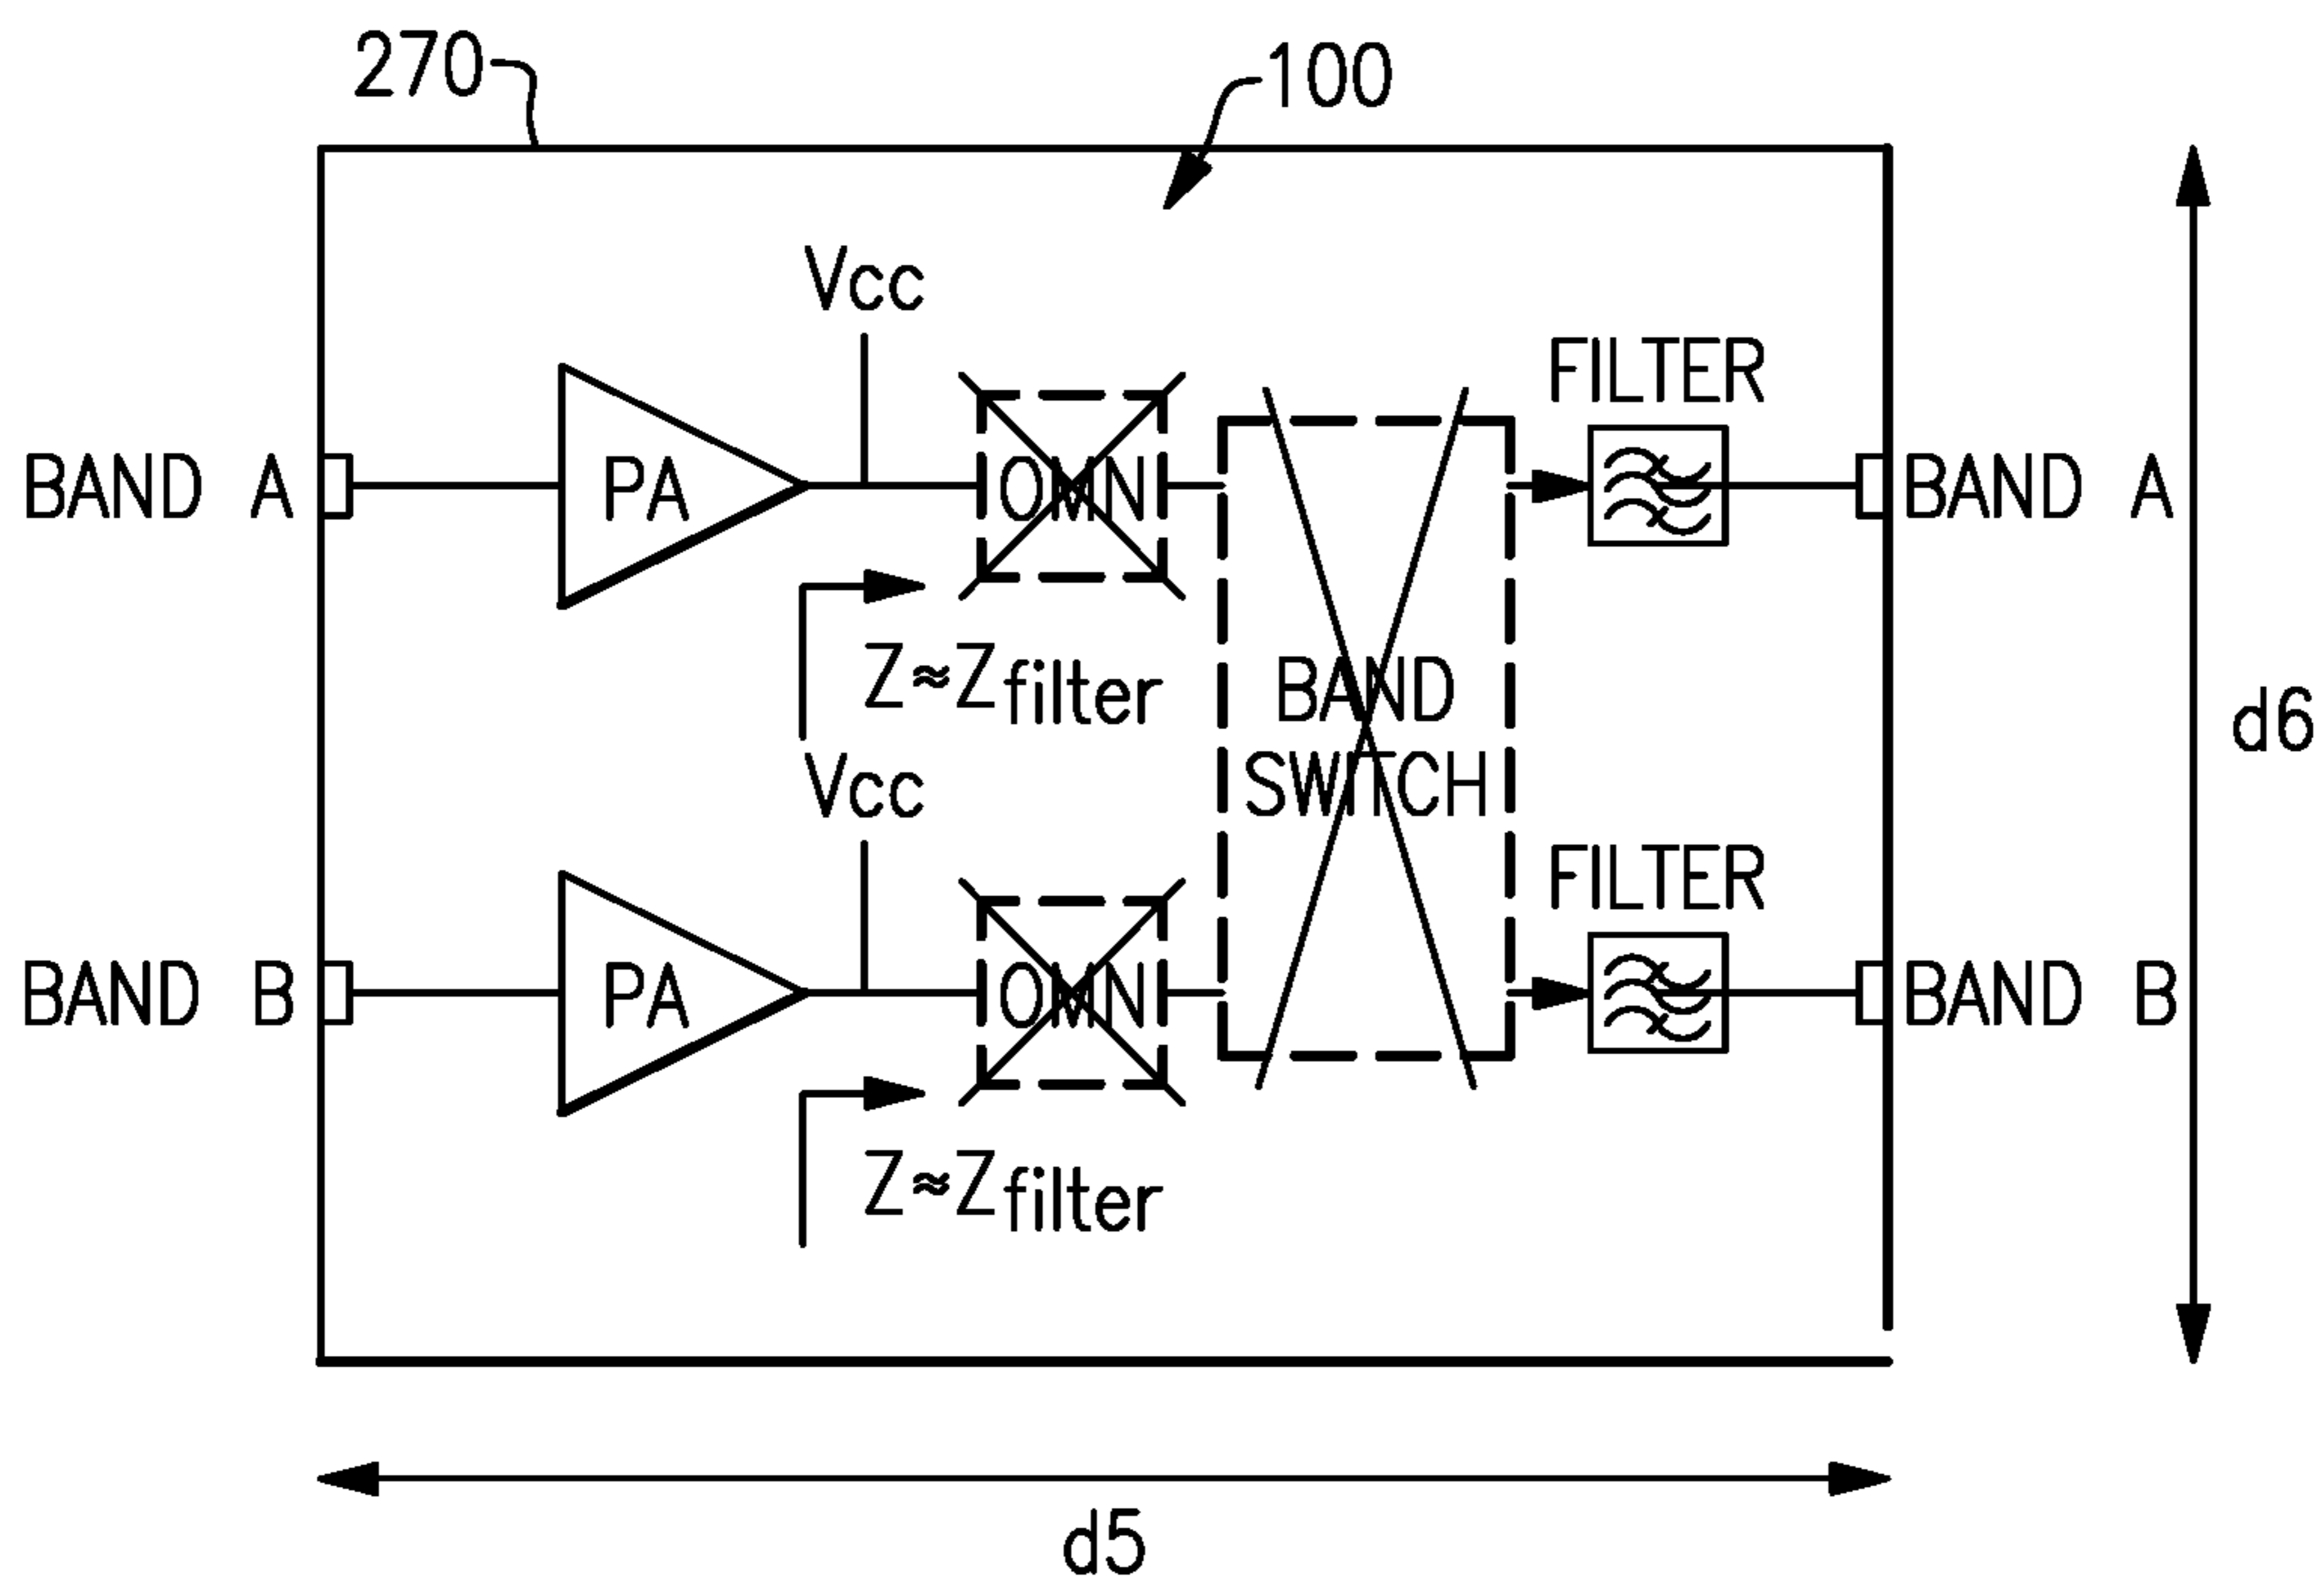 270
100
Vcc
FILTER
BAND A
PA
OMN
BAND A
Z≈Zfilter
BAND
SWITCH
d6
Vcc
FILTER
BAND B
PA
OMN
BAND B
Z≈Zfilter
d5